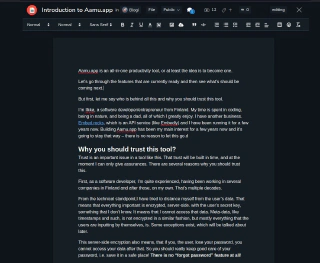 Introduction to Aamu.app in Blogi File Public 12 + 0 editing
Normal Normal Sans Serif B I U A
Aamu.app is an all-in-one productivity tool, or at least the idea is to become one.
Let's go through the features that are currently ready and then see what's should be
coming next.)
But first, let me say who is behind all this and why you should trust this tool.
I'm Ilkka, a software developer/entrepreneur from Finland. My time is spent in coding,
being in nature, and being a dad, all of which I greatly enjoy. I have another business,
which is an API service (like Embedly) and I have been running it for a few
years now. Building Aamu.app has been my main interest for a few years now and it's
going to stay that way – there is no reason to let this go.d
Why should you trust this tool?
Trust is an important issue in a tool like this. That trust will be built in time, and at the
moment I can only give assurances. There are several reasons why you should trust
this.
First, as a software developer, I'm quite experienced, having been working in several
companies in Finland and after those, on my own. That's multiple decades.
From the technical standpoint I have tried to distance myself from the user's data. That
means this everything important is encrypted, server-side, with the user's secret key,
something that I don't know. It means that I cannot access that data. Meta-data, like
timestamps and such, is not encrypted in a similar fashion, but mostly everything that the
users are inputting by themselves, is. Some exceptions exist, which will be talked about
later.
This server-side-encryption also means, that if you, the user, lose your password, you
cannot access your data after that. So you should really keep good care of your
password, i.e. save it in a safe place! There is no "forgot password" feature at all!